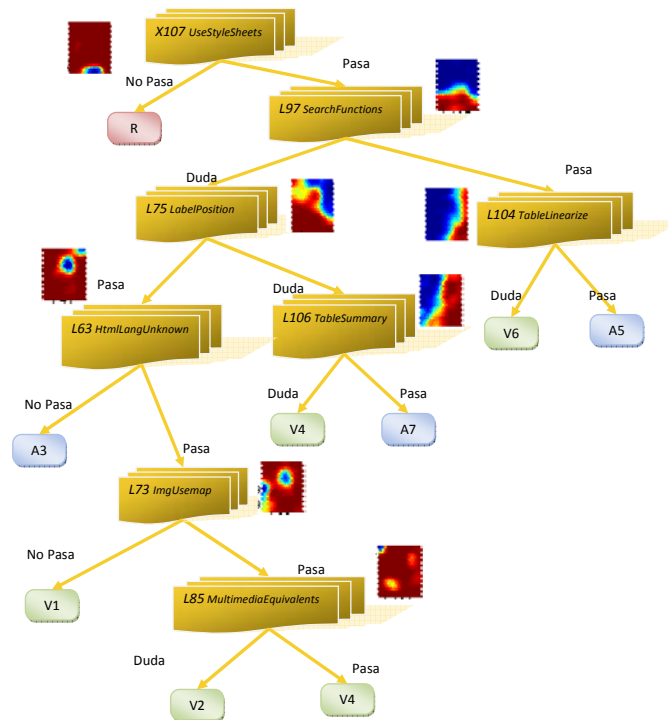 X107 UseStyleSheets
No Pasa
Pasa
R
L97 SearchFunctions
Duda
Pasa
L75 LabelPosition
L104 TableLinearize
Pasa
Duda
Duda
Pasa
L63 HtmlLangUnknown
L106 TableSummary
V6
A5
No Pasa
Pasa
Duda
Pasa
A3
V4
A7
L73 ImgUsemap
No Pasa
Pasa
V1
L85 MultimediaEquivalents
Duda
Pasa
V2
V4